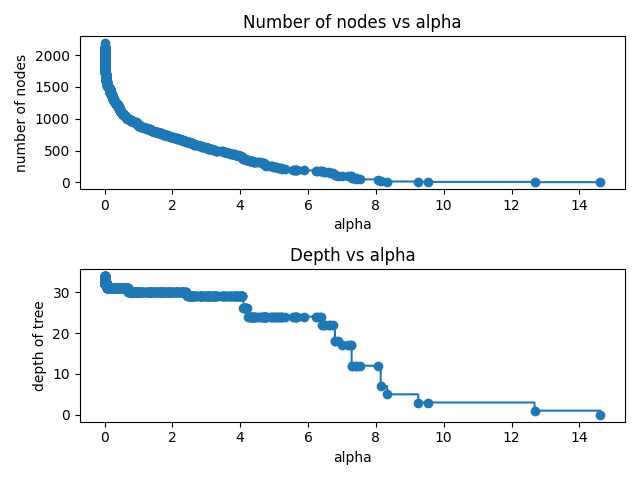 Number of nodes vs alpha
2000
1500
1000
500
0
number of nodes
0 2 4 6 8 10 12 14
alpha
Depth vs alpha
30
20
10
0
depth of tree
0 2 4 6 8 10 12 14
alpha